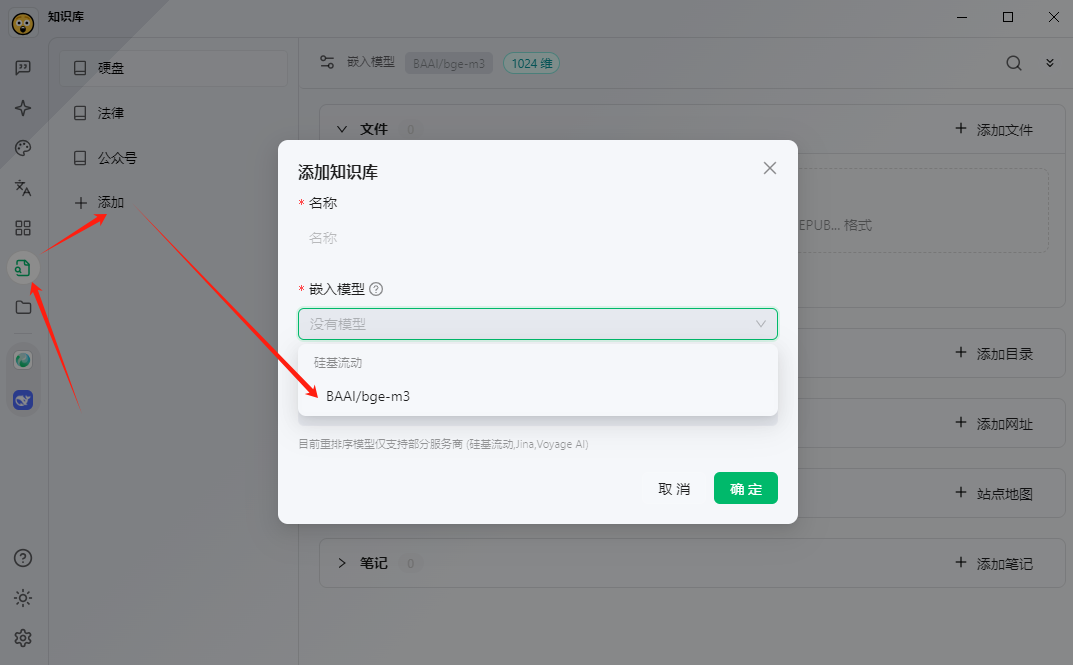 知识库
硬盘
法律
公众号
添加
嵌入模型 BAAI/bge-m3 1024 维
文件 0
添加文件
EPUB... 格式
添加目录
添加网址
站点地图
笔记 0
添加笔记
添加知识库
* 名称
名称
* 嵌入模型 ?
没有模型
硅基流动
BAAI/bge-m3
目前重排序模型仅支持部分服务商 (硅基流动,Jina,Voyage AI)
取 消
确 定